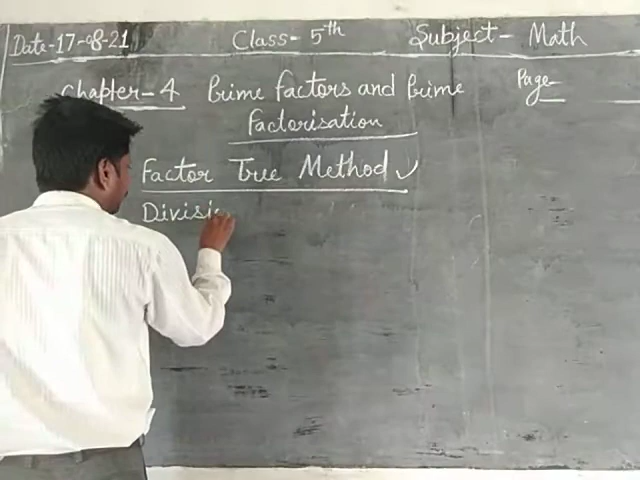 Date-17-08-21 Class-5th Subject- Math
Chapter-4 Prime factors and Prime Page-
Factorisation
Factor Tree Method ✓
Divisi